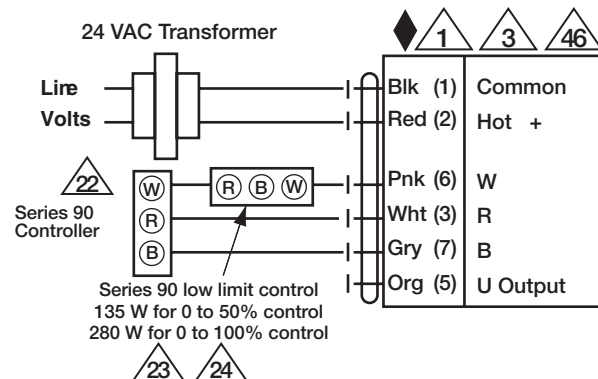 24 VAC Transformer
1 3 46
Line
Volts
Blk (1) Common
Red (2) Hot +
22
Series 90
Controller
W
R
B
R B W
Pnk (6) W
Wht (3) R
Gry (7) B
Org (5) U Output
Series 90 low limit control
135 W for 0 to 50% control
280 W for 0 to 100% control
23 24